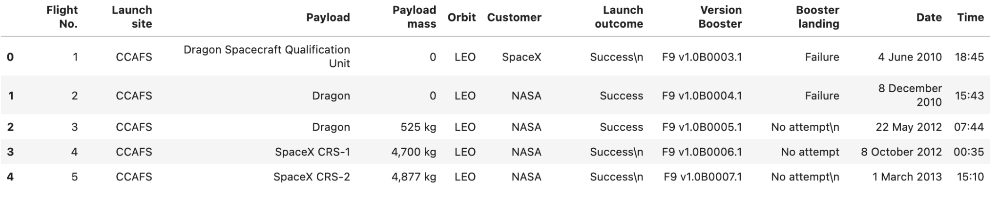 Flight No. Launch site Payload Payload mass Orbit Customer Launch outcome Version Booster Booster landing Date Time
0 1 CCAFS Dragon Spacecraft Qualification Unit 0 LEO SpaceX Success\n F9 v1.0B0003.1 Failure 4 June 2010 18:45
1 2 CCAFS Dragon 0 LEO NASA Success F9 v1.0B0004.1 Failure 8 December 2010 15:43
2 3 CCAFS Dragon 525 kg LEO NASA Success F9 v1.0B0005.1 No attempt\n 22 May 2012 07:44
3 4 CCAFS SpaceX CRS-1 4,700 kg LEO NASA Success\n F9 v1.0B0006.1 No attempt 8 October 2012 00:35
4 5 CCAFS SpaceX CRS-2 4,877 kg LEO NASA Success\n F9 v1.0B0007.1 No attempt\n 1 March 2013 15:10